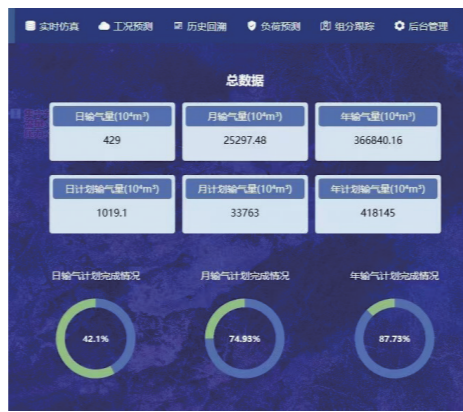 实时仿真 工况预测 历史回溯 负荷预测 组分跟踪 后台管理
总数据
日输气量(10⁴m³) 月输气量(10⁴m³) 年输气量(10⁴m³)
429 25297.48 366840.16
日计划输气量(10⁴m³) 月计划输气量(10⁴m³) 年计划输气量(10⁴m³)
1019.1 33763 418145
日输气计划完成情况 月输气计划完成情况 年输气计划完成情况
42.1% 74.93% 87.73%